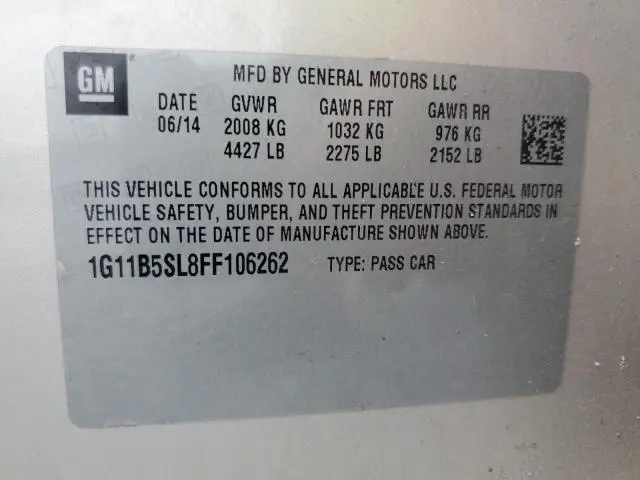 GM®
MFD BY GENERAL MOTORS LLC
DATE GVWR GAWR FRT GAWR RR
06/14 2008 KG 1032 KG 976 KG
4427 LB 2275 LB 2152 LB
THIS VEHICLE CONFORMS TO ALL APPLICABLE U.S. FEDERAL MOTOR
VEHICLE SAFETY, BUMPER, AND THEFT PREVENTION STANDARDS IN
EFFECT ON THE DATE OF MANUFACTURE SHOWN ABOVE.
1G11B5SL8FF106262 TYPE: PASS CAR